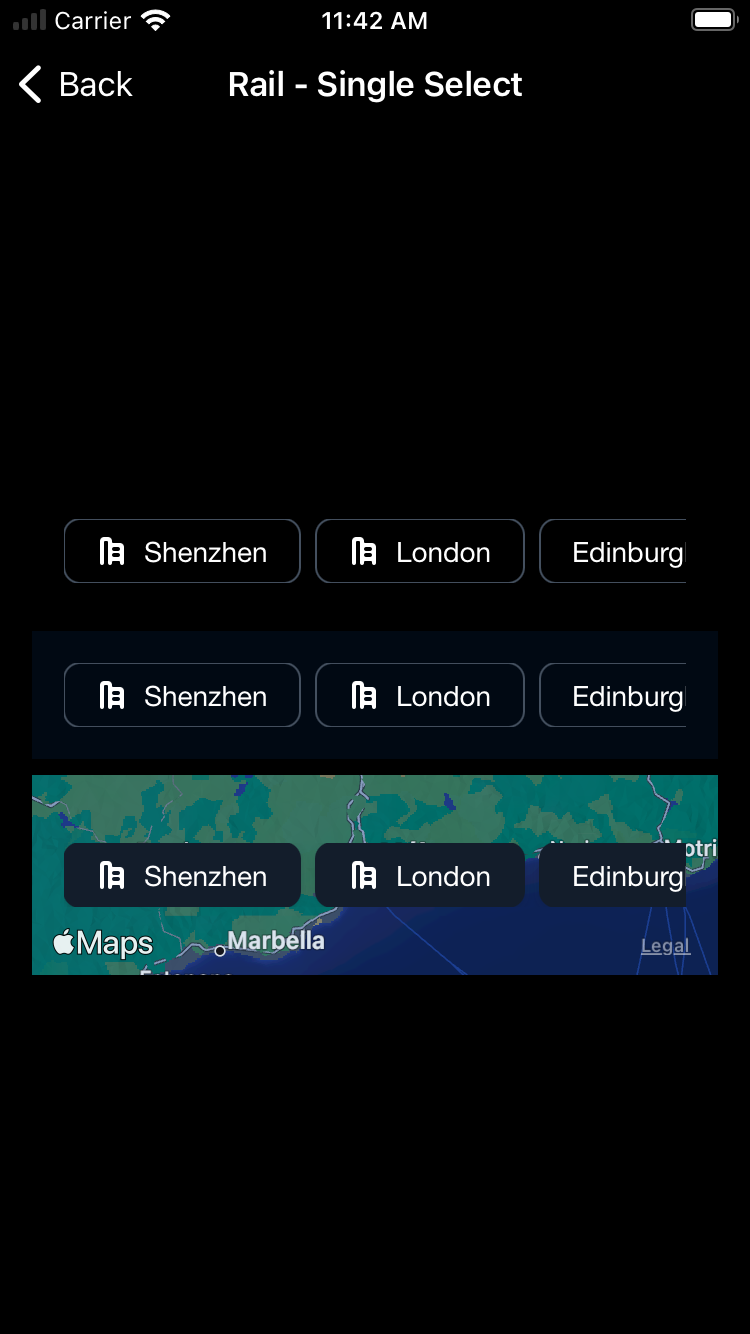 Carrier 11:42 AM
Back Rail - Single Select
Shenzhen London Edinburg
Shenzhen London Edinburg
Motri
Shenzhen London Edinburg
Maps Marbella Legal